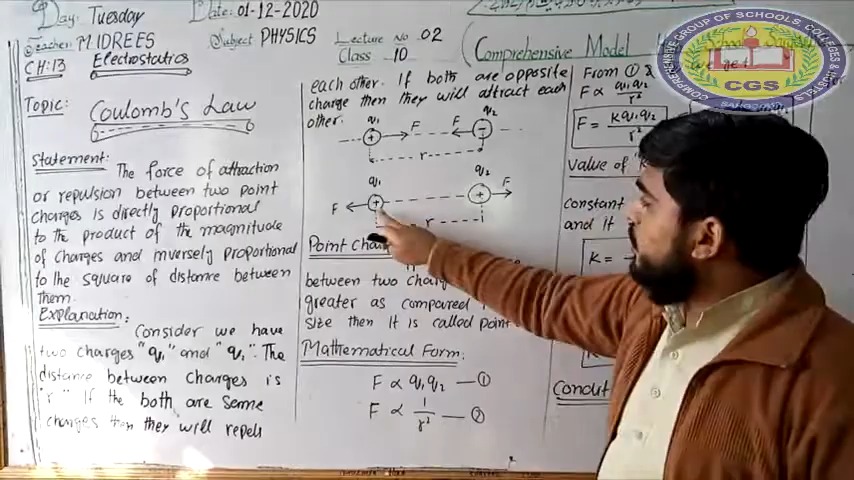 Day: Tuesday Date: 01-12-2020
Teacher: M.IDREES Subject: PHYSICS Lecture No 02
CH:13 Electrostatics Class 10 Comprehensive Model
Topic: Coulomb's Law
Statement: The force of attraction
or repulsion between two point
charges is directly proportional
to the product of the magnitude
of charges and inversely proportional
to the square of distance between
them.
Explanation: Consider we have
two charges "q₁" and "q₂". The
distance between charges is
"r" If the both are Same
charges then they will repels
each other. If both are opposite
charge then they will attract each
other.
q₁ q₂
+ F F −
r
q₁ q₂
F + + F
r
Point
between two
greater as compared
size then it is called point
Mathematical Form
F ∝ q₁q₂ — ①
F ∝ 1/r² — ②
From ① &
F ∝ q₁q₂/r²
F = Kq₁q₂/r²
value of
Constant
and it
K =
Condit
COMPREHENSIVE GROUP OF SCHOOLS
CGS